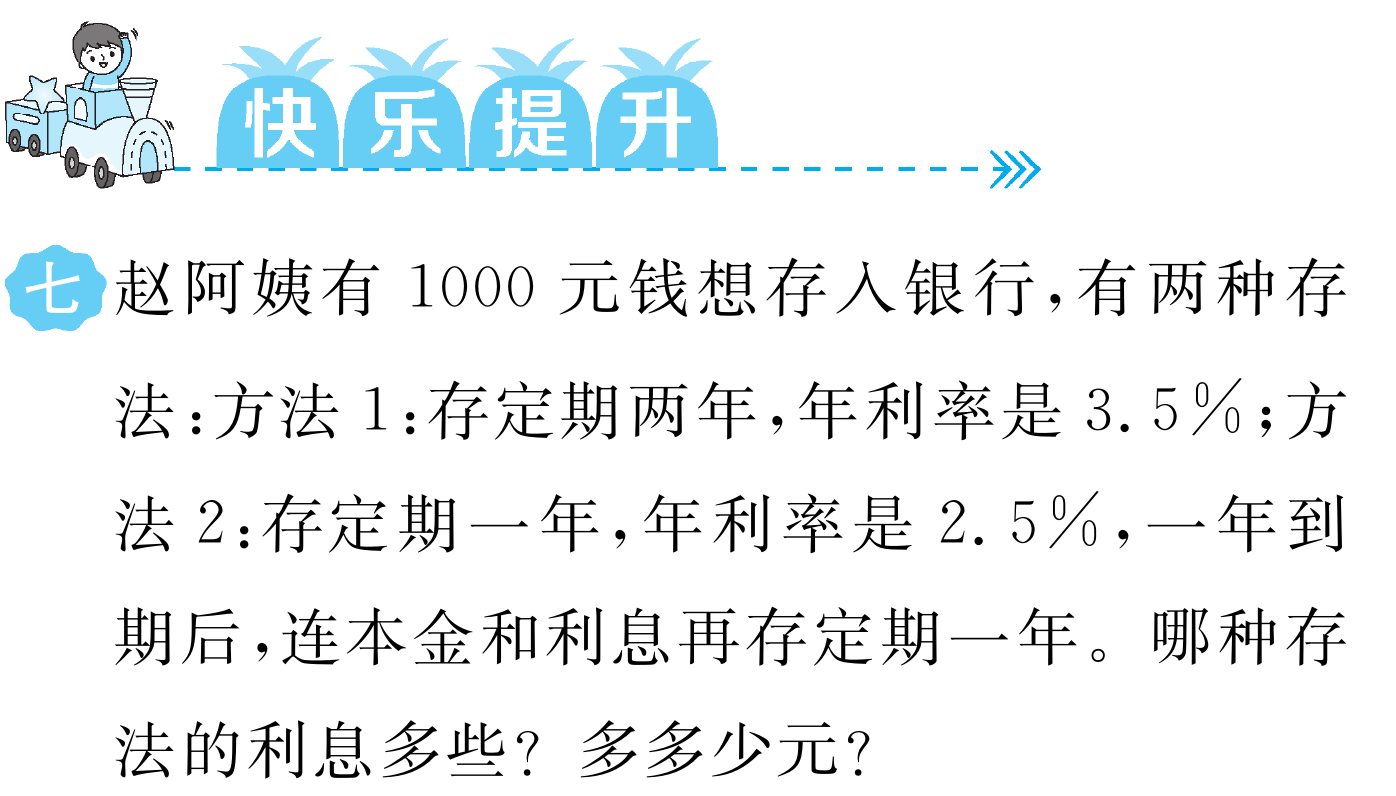 快乐提升
七 赵阿姨有 1000 元钱想存入银行,有两种存
法:方法 1:存定期两年,年利率是 3.5%;方
法 2:存定期一年,年利率是 2.5%,一年到
期后,连本金和利息再存定期一年。哪种存
法的利息多些? 多多少元?